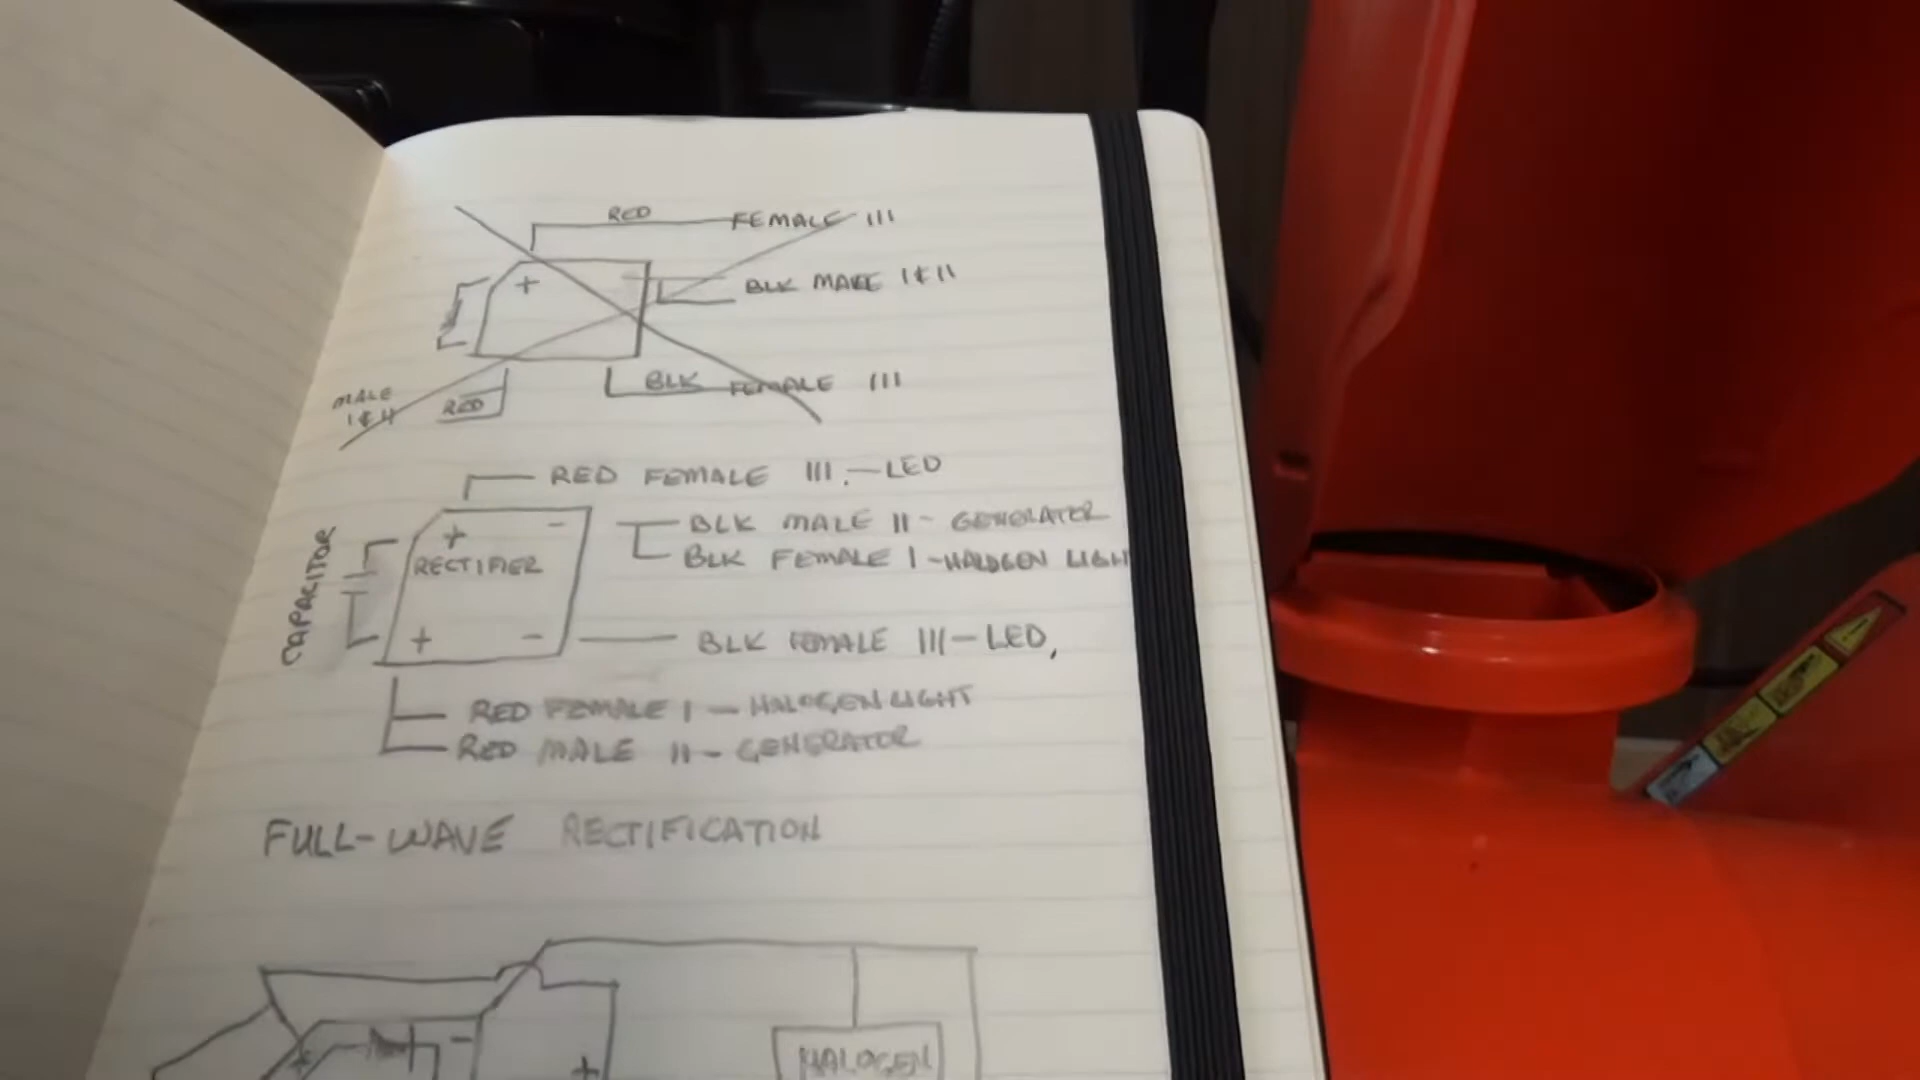 RED FEMALE III
+
BLK MALE I & II
MALE
I & II
RED
BLK FEMALE III
RED FEMALE III. — LED
+ -
BLK MALE II - GENERATOR
RECTIFIER
BLK FEMALE I - HALOGEN LIGH
CAPACITOR
+ -
BLK FEMALE III — LED,
RED FEMALE I — HALOGEN LIGHT
RED MALE II - GENERATOR
FULL-WAVE RECTIFICATION
+ -
+
HALOGEN